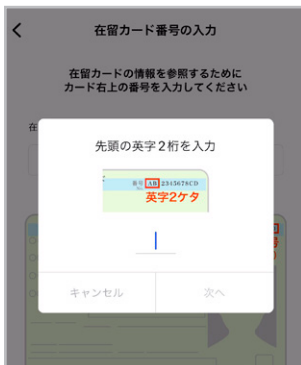 在留カード番号の入力
在留カードの情報を参照するために
カード右上の番号を入力してください
在
先頭の英字2桁を入力
番号 AB 2345678CD
英字2ケタ
号
キャンセル
次へ